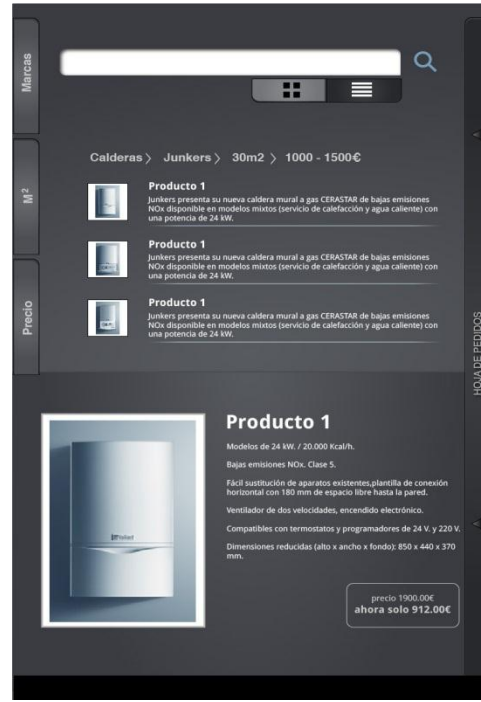 Marcas
M²
Precio
Calderas〉 Junkers〉 30m2 〉 1000 - 1500€
Producto 1
Junkers presenta su nueva caldera mural a gas CERASTAR de bajas emisiones
NOx disponible en modelos mixtos (servicio de calefacción y agua caliente) con
una potencia de 24 kW.
Producto 1
Junkers presenta su nueva caldera mural a gas CERASTAR de bajas emisiones
NOx disponible en modelos mixtos (servicio de calefacción y agua caliente) con
una potencia de 24 kW.
Producto 1
Junkers presenta su nueva caldera mural a gas CERASTAR de bajas emisiones
NOx disponible en modelos mixtos (servicio de calefacción y agua caliente) con
una potencia de 24 kW.
HOJA DE PEDIDOS
Vaillant
Producto 1
Modelos de 24 kW. / 20.000 Kcal/h.
Bajas emisiones NOx. Clase 5.
Fácil sustitución de aparatos existentes,plantilla de conexión
horizontal con 180 mm de espacio libre hasta la pared.
Ventilador de dos velocidades, encendido electrónico.
Compatibles con termostatos y programadores de 24 V. y 220 V.
Dimensiones reducidas (alto x ancho x fondo): 850 x 440 x 370
mm.
precio 1900.00€
ahora solo 912.00€